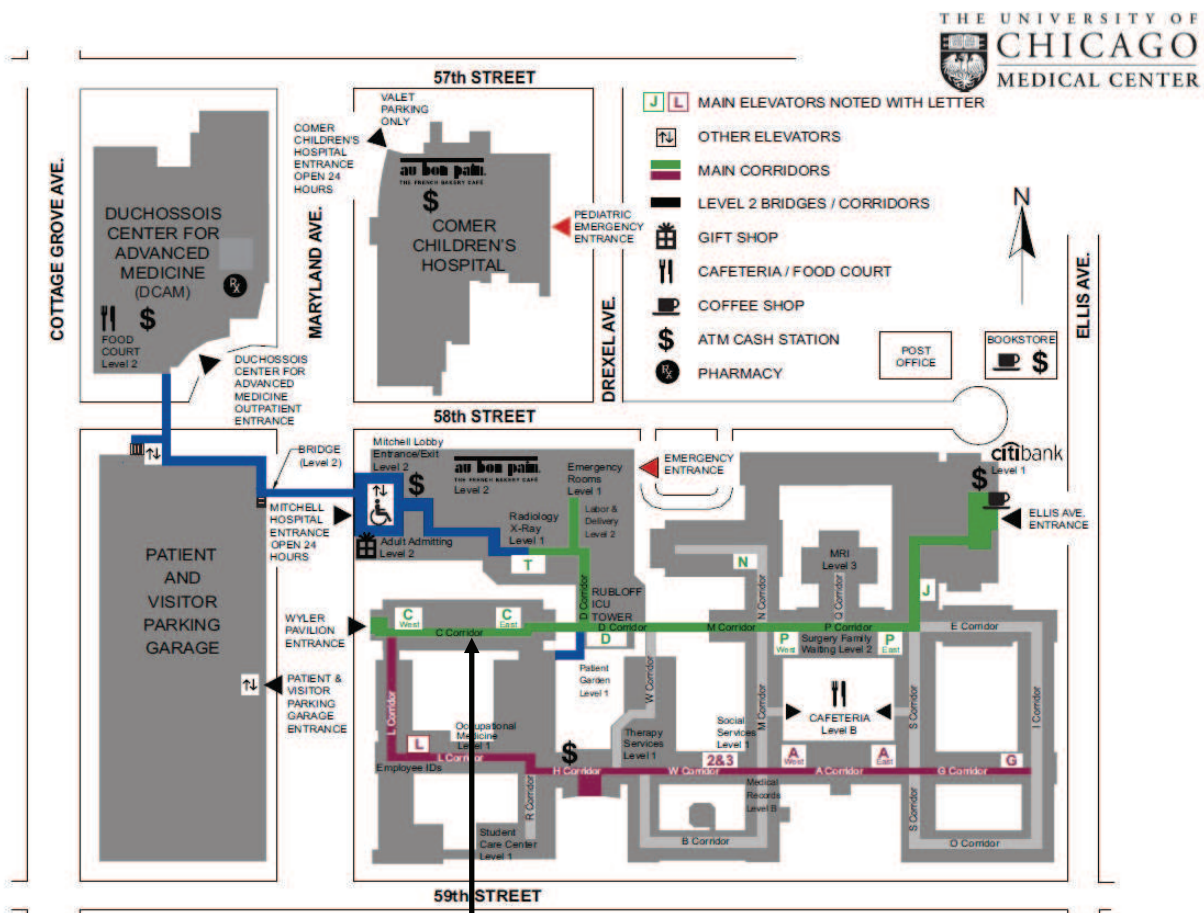 THE UNIVERSITY OF
CHICAGO
MEDICAL CENTER
57th STREET
VALET
PARKING
ONLY
COMER
CHILDREN'S
HOSPITAL
ENTRANCE
OPEN 24
HOURS
au bon pain.
THE FRENCH BAKERY CAFÉ
$
COMER
CHILDREN'S
HOSPITAL
PEDIATRIC
EMERGENCY
ENTRANCE
J L MAIN ELEVATORS NOTED WITH LETTER
OTHER ELEVATORS
MAIN CORRIDORS
LEVEL 2 BRIDGES / CORRIDORS
GIFT SHOP
CAFETERIA / FOOD COURT
COFFEE SHOP
$ ATM CASH STATION
Rx PHARMACY
N
COTTAGE GROVE AVE.
MARYLAND AVE.
DREXEL AVE.
ELLIS AVE.
DUCHOSSOIS
CENTER FOR
ADVANCED
MEDICINE
(DCAM)
Rx
$
FOOD
COURT
Level 2
DUCHOSSOIS
CENTER FOR
ADVANCED
MEDICINE
OUTPATIENT
ENTRANCE
POST
OFFICE
BOOKSTORE
$
58th STREET
BRIDGE
(Level 2)
Mitchell Lobby
Entrance/Exit
Level 2
$
au bon pain.
THE FRENCH BAKERY CAFÉ
Level 2
Emergency
Rooms
Level 1
EMERGENCY
ENTRANCE
citibank
Level 1
$
ELLIS AVE.
ENTRANCE
MITCHELL
HOSPITAL
ENTRANCE
OPEN 24
HOURS
Adult Admitting
Level 2
Radiology
X-Ray
Level 1
T
Labor &
Delivery
Level 2
D Corridor
RUBLOFF
ICU
TOWER
N
N Corridor
MRI
Level 3
Q Corridor
J
PATIENT
AND
VISITOR
PARKING
GARAGE
WYLER
PAVILION
ENTRANCE
C
West
C
East
C Corridor
D Corridor
D
M Corridor
P Corridor
E Corridor
P
West
Surgery Family
Waiting Level 2
P
East
PATIENT &
VISITOR
PARKING
GARAGE
ENTRANCE
Patient
Garden
Level 1
W Corridor
M Corridor
CAFETERIA
Level B
S Corridor
I Corridor
L Corridor
Occupational
Medicine
Level 1
L
L Corridor
Employee IDs
$
H Corridor
Therapy
Services
Level 1
Social
Services
Level 1
2&3
W Corridor
A
West
A
East
A Corridor
G Corridor
G
R Corridor
Medical
Records
Level B
Student
Care Center
Level 1
B Corridor
S Corridor
O Corridor
59th STREET